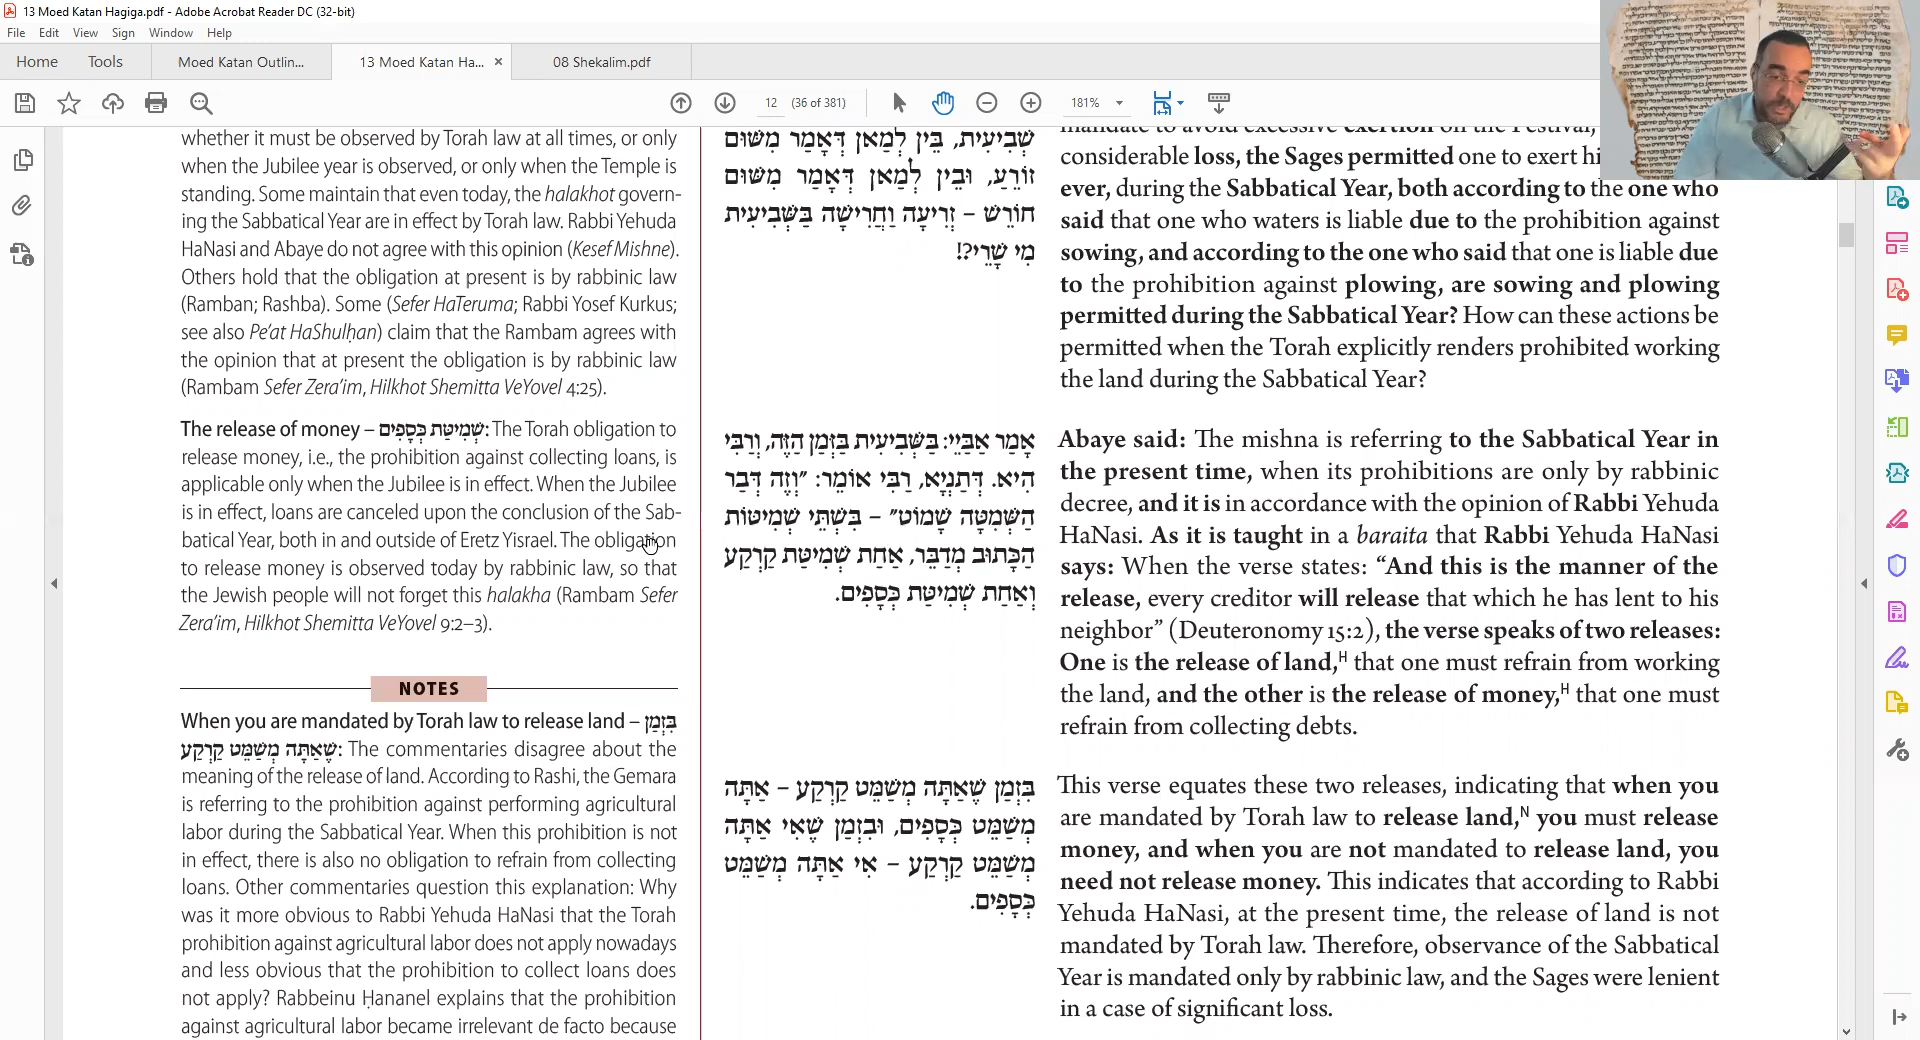 13 Moed Katan Hagiga.pdf - Adobe Acrobat Reader DC (32-bit)
File Edit View Sign Window Help
Home Tools Moed Katan Outlin... 13 Moed Katan Ha... × 08 Shekalim.pdf
12 (36 of 381) 181%
whether it must be observed by Torah law at all times, or only
when the Jubilee year is observed, or only when the Temple is
standing. Some maintain that even today, the halakhot govern-
ing the Sabbatical Year are in effect by Torah law. Rabbi Yehuda
HaNasi and Abaye do not agree with this opinion (Kesef Mishne).
Others hold that the obligation at present is by rabbinic law
(Ramban; Rashba). Some (Sefer HaTeruma; Rabbi Yosef Kurkus;
see also Pe'at HaShulḥan) claim that the Rambam agrees with
the opinion that at present the obligation is by rabbinic law
(Rambam Sefer Zera'im, Hilkhot Shemitta VeYovel 4:25).
The release of money – שְׁמִיטַּת כְּסָפִים: The Torah obligation to
release money, i.e., the prohibition against collecting loans, is
applicable only when the Jubilee is in effect. When the Jubilee
is in effect, loans are canceled upon the conclusion of the Sab-
batical Year, both in and outside of Eretz Yisrael. The obligation
to release money is observed today by rabbinic law, so that
the Jewish people will not forget this halakha (Rambam Sefer
Zera'im, Hilkhot Shemitta VeYovel 9:2–3).
NOTES
When you are mandated by Torah law to release land – בִּזְמַן
שֶׁאַתָּה מְשַׁמֵּט קַרְקַע: The commentaries disagree about the
meaning of the release of land. According to Rashi, the Gemara
is referring to the prohibition against performing agricultural
labor during the Sabbatical Year. When this prohibition is not
in effect, there is also no obligation to refrain from collecting
loans. Other commentaries question this explanation: Why
was it more obvious to Rabbi Yehuda HaNasi that the Torah
prohibition against agricultural labor does not apply nowadays
and less obvious that the prohibition to collect loans does
not apply? Rabbeinu Ḥananel explains that the prohibition
against agricultural labor became irrelevant de facto because
שְׁבִיעִית, בֵּין לְמַאן דְּאָמַר מִשּׁוּם
זוֹרֵעַ, וּבֵין לְמַאן דְּאָמַר מִשּׁוּם
חוֹרֵשׁ – זְרִיעָה וַחֲרִישָׁה בַּשְּׁבִיעִית
מִי שָׁרֵי?!
אָמַר אַבַּיֵי: בַּשְּׁבִיעִית בַּזְּמַן הַזֶּה, וְרַבִּי
הִיא. דְּתַנְיָא, רַבִּי אוֹמֵר: ״וְזֶה דְּבַר
הַשְּׁמִטָּה שָׁמוֹט״ – בִּשְׁתֵּי שְׁמִיטּוֹת
הַכָּתוּב מְדַבֵּר, אַחַת שְׁמִיטַּת קַרְקַע
וְאַחַת שְׁמִיטַּת כְּסָפִים.
בִּזְמַן שֶׁאַתָּה מְשַׁמֵּט קַרְקַע – אַתָּה
מְשַׁמֵּט כְּסָפִים, וּבִזְמַן שֶׁאִי אַתָּה
מְשַׁמֵּט קַרְקַע – אִי אַתָּה מְשַׁמֵּט
כְּסָפִים.
mandate to avoid excessive exertion on the Festival,
considerable loss, the Sages permitted one to exert
ever, during the Sabbatical Year, both according to the one who
said that one who waters is liable due to the prohibition against
sowing, and according to the one who said that one is liable due
to the prohibition against plowing, are sowing and plowing
permitted during the Sabbatical Year? How can these actions be
permitted when the Torah explicitly renders prohibited working
the land during the Sabbatical Year?
Abaye said: The mishna is referring to the Sabbatical Year in
the present time, when its prohibitions are only by rabbinic
decree, and it is in accordance with the opinion of Rabbi Yehuda
HaNasi. As it is taught in a baraita that Rabbi Yehuda HaNasi
says: When the verse states: “And this is the manner of the
release, every creditor will release that which he has lent to his
neighbor” (Deuteronomy 15:2), the verse speaks of two releases:
One is the release of land,H that one must refrain from working
the land, and the other is the release of money,H that one must
refrain from collecting debts.
This verse equates these two releases, indicating that when you
are mandated by Torah law to release land,N you must release
money, and when you are not mandated to release land, you
need not release money. This indicates that according to Rabbi
Yehuda HaNasi, at the present time, the release of land is not
mandated by Torah law. Therefore, observance of the Sabbatical
Year is mandated only by rabbinic law, and the Sages were lenient
in a case of significant loss.